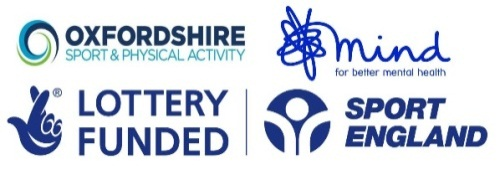 OXFORDSHIRE
SPORT & PHYSICAL ACTIVITY
mind
for better mental health
®
LOTTERY
FUNDED
SPORT
ENGLAND